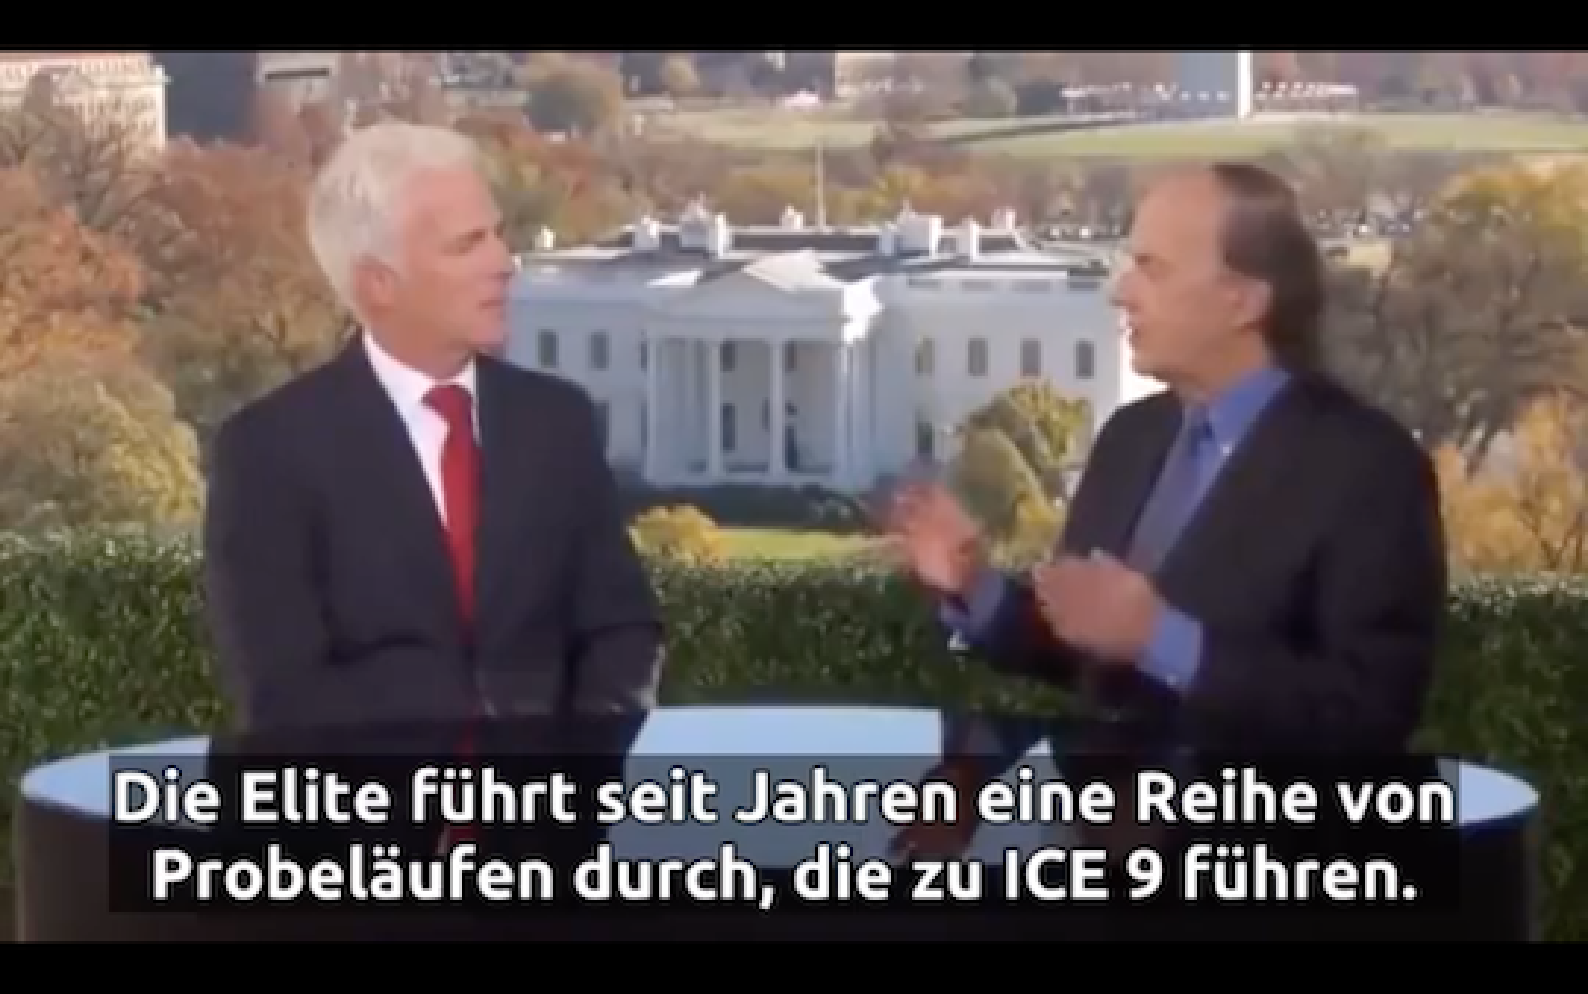 Die Elite führt seit Jahren eine Reihe von
Probeläufen durch, die zu ICE 9 führen.